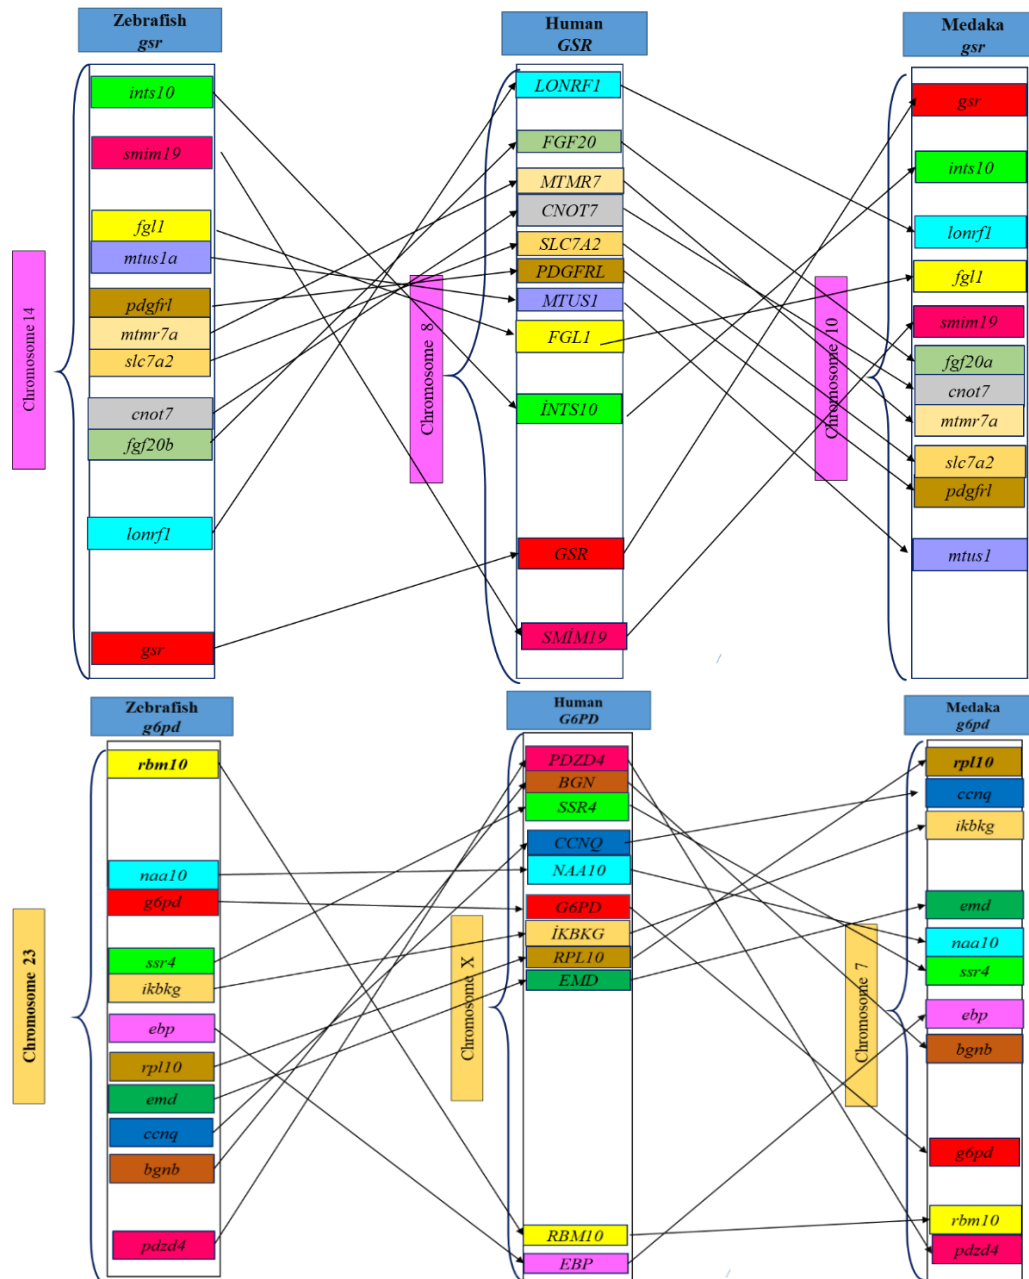 Zebrafish
gsr
ints10
smim19
fgl1
mtus1a
pdgfrl
mtmr7a
slc7a2
cnot7
fgf20b
lonrf1
gsr
Chromosome 14
Human
GSR
LONRF1
FGF20
MTMR7
CNOT7
SLC7A2
PDGFRL
MTUS1
FGL1
İNTS10
GSR
SMİM19
Chromosome 8
Medaka
gsr
gsr
ints10
lonrf1
fgl1
smim19
fgf20a
cnot7
mtmr7a
slc7a2
pdgfrl
mtus1
Chromosome 10
Zebrafish
g6pd
rbm10
naa10
g6pd
ssr4
ikbkg
ebp
rpl10
emd
ccnq
bgnb
pdzd4
Chromosome 23
Human
G6PD
PDZD4
BGN
SSR4
CCNQ
NAA10
G6PD
İKBKG
RPL10
EMD
RBM10
EBP
Chromosome X
Medaka
g6pd
rpl10
ccnq
ikbkg
emd
naa10
ssr4
ebp
bgnb
g6pd
rbm10
pdzd4
Chromosome 7